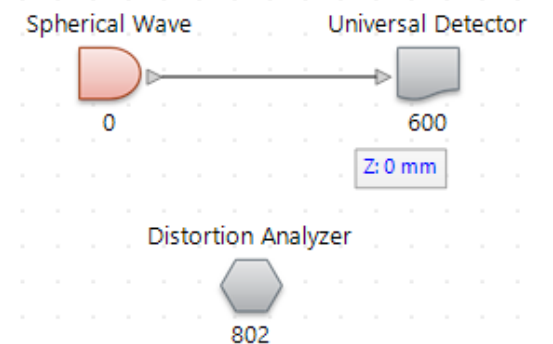 Spherical Wave
Universal Detector
0
600
Z: 0 mm
Distortion Analyzer
802